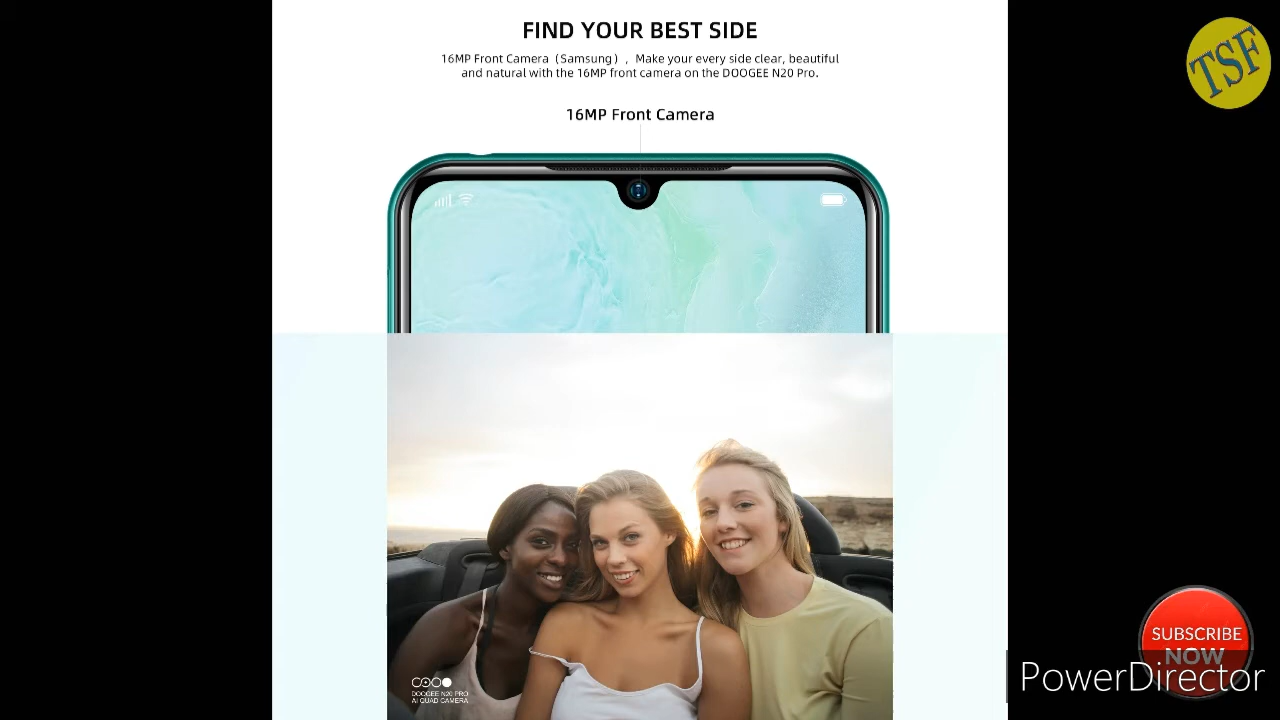 FIND YOUR BEST SIDE
16MP Front Camera (Samsung) , Make your every side clear, beautiful
and natural with the 16MP front camera on the DOOGEE N20 Pro.
TSF
16MP Front Camera
SUBSCRIBE
NOW
PowerDirector
DOOGEE N20 PRO
AI QUAD CAMERA